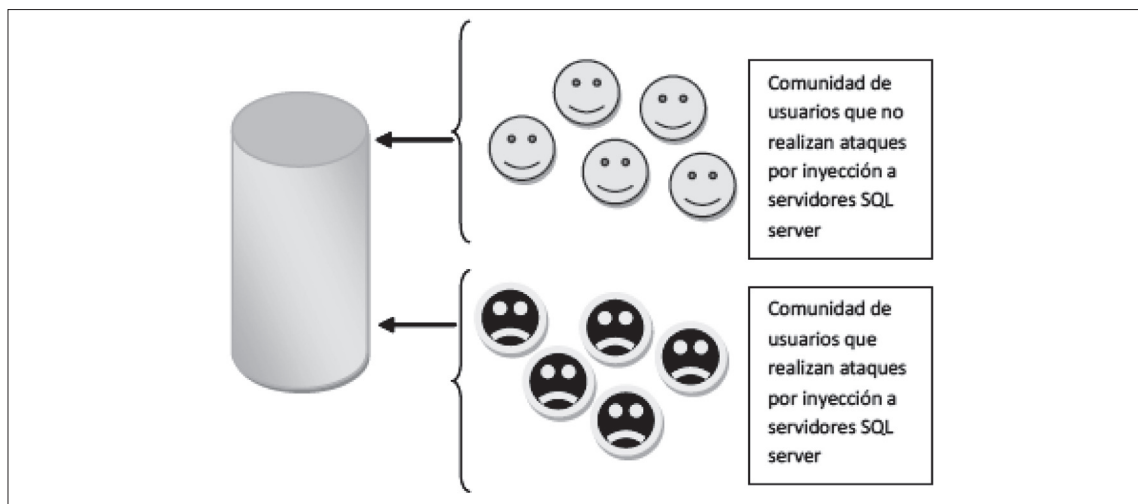 Comunidad de
usuarios que no
realizan ataques
por inyección a
servidores SQL
server
Comunidad de
usuarios que
realizan ataques
por inyección a
servidores SQL
server